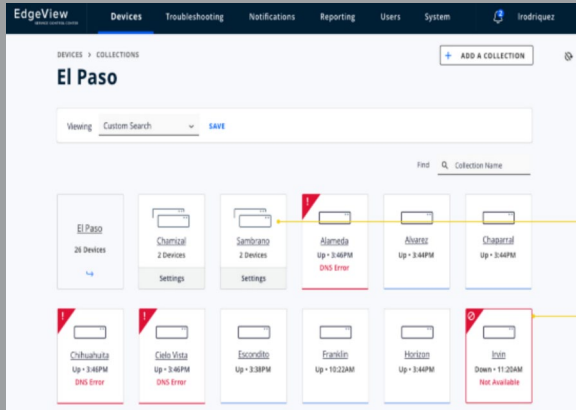 EdgeView
SERVICE CONTROL CENTER
Devices
Troubleshooting
Notifications
Reporting
Users
System
2
lrodriquez
DEVICES > COLLECTIONS
+ ADD A COLLECTION
El Paso
Viewing Custom Search SAVE
Find Collection Name
El Paso
26 Devices
Chamizal
2 Devices
Settings
Sambrano
2 Devices
Settings
!
Alameda
Up • 3:46PM
DNS Error
Alvarez
Up • 3:44PM
Chaparral
Up • 3:44PM
!
Chihuahuita
Up • 3:46PM
DNS Error
!
Cielo Vista
Up • 3:46PM
DNS Error
Escondito
Up • 3:38PM
Franklin
Up • 10:22AM
Horizon
Up • 3:44PM
Irvin
Down • 11:20AM
Not Available